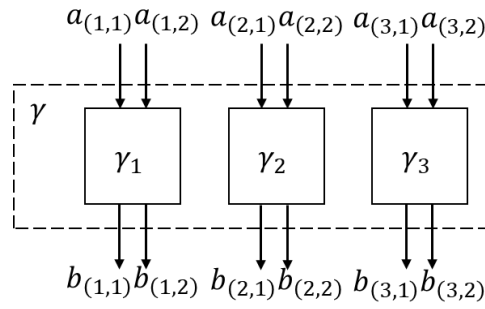 a(1,1) a(1,2) a(2,1) a(2,2) a(3,1) a(3,2)
γ
γ1 γ2 γ3
b(1,1) b(1,2) b(2,1) b(2,2) b(3,1) b(3,2)